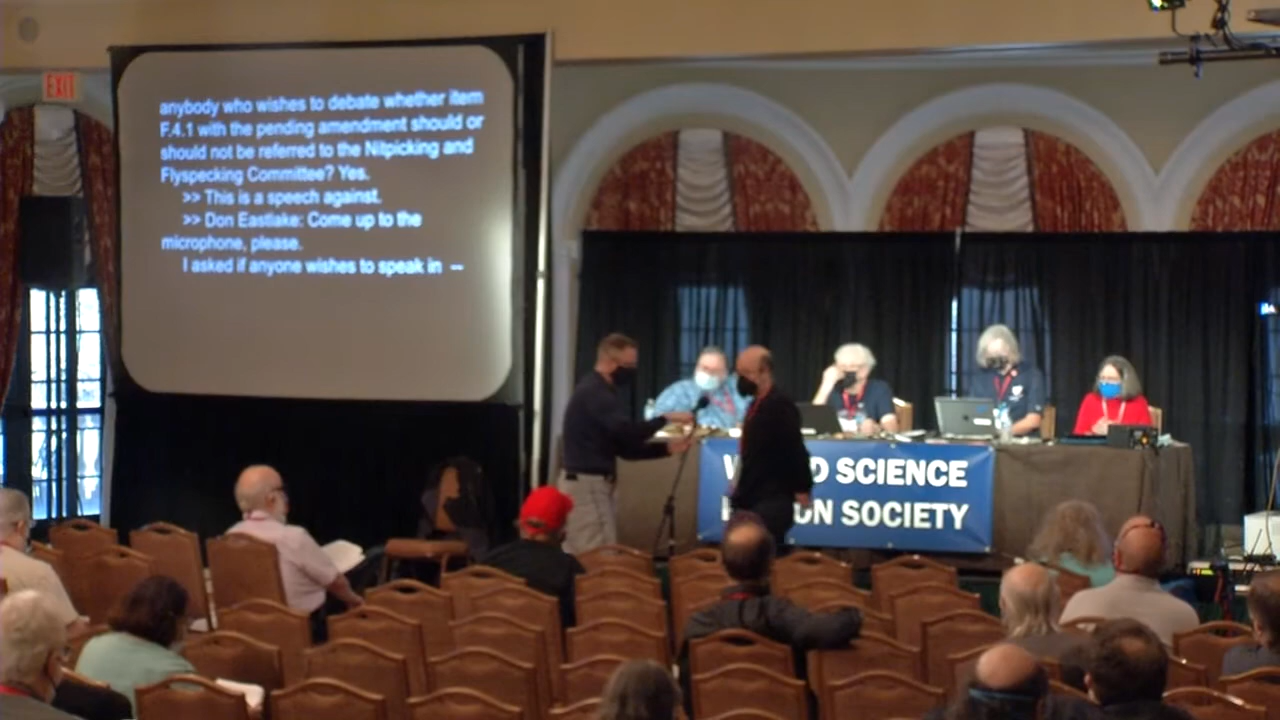 EXIT
anybody who wishes to debate whether item
F.4.1 with the pending amendment should or
should not be referred to the Nitpicking and
Flyspecking Committee? Yes.
>> This is a speech against.
>> Don Eastlake: Come up to the
microphone, please.
I asked if anyone wishes to speak in --
W D SCIENCE
ON SOCIETY